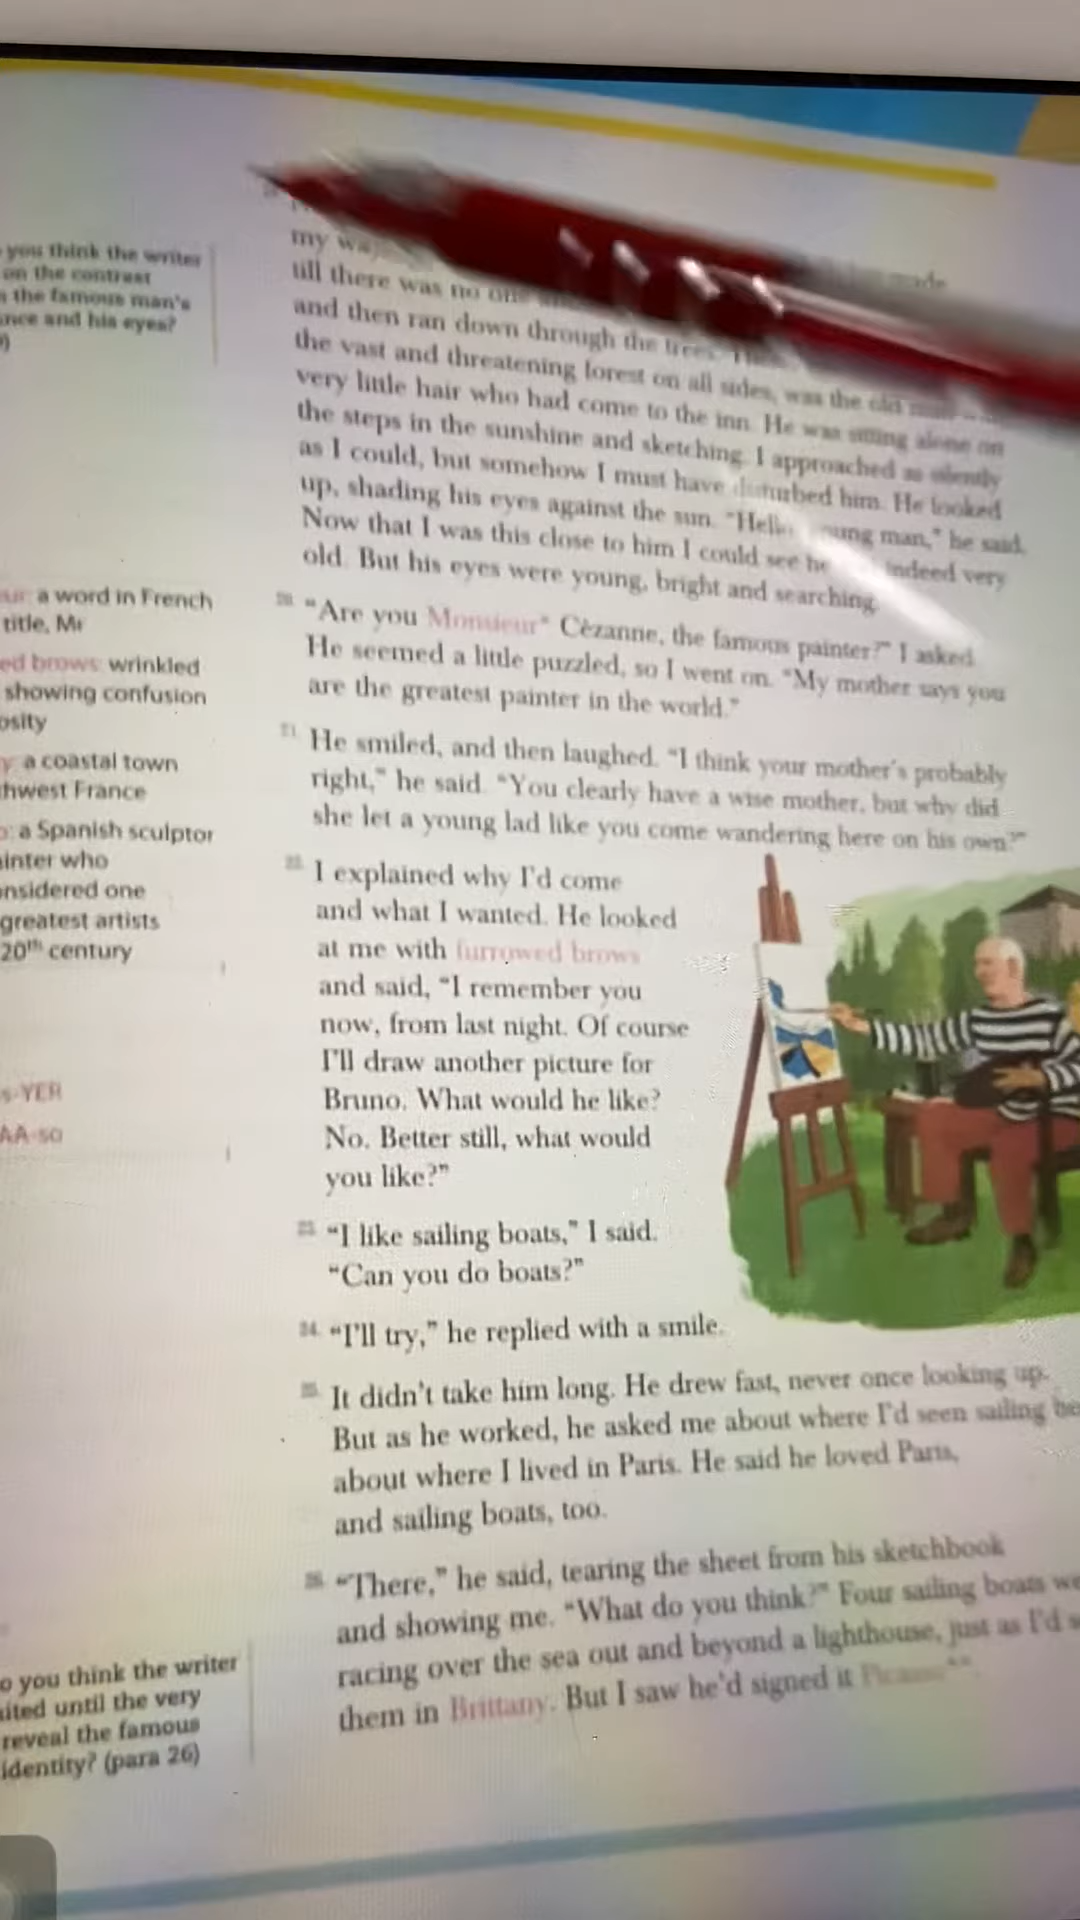 you think the writer
on the contrast
the famous man's
and his eyes?
a word in French
title, Mr
ed brows: wrinkled
showing confusion
osity
y: a coastal town
hwest France
o: a Spanish sculptor
inter who
nsidered one
greatest artists
20th century
s-YER
AA-so
o you think the writer
ited until the very
reveal the famous
identity? (para 26)
made
my
till there was no one
and then ran down through the trees.
the vast and threatening forest on all sides, was the old
very little hair who had come to the inn. He was sitting alone on
the steps in the sunshine and sketching. I approached as silently
as I could, but somehow I must have disturbed him. He looked
up, shading his eyes against the sun. "Hello young man," he said.
Now that I was this close to him I could see he indeed very
old. But his eyes were young, bright and searching.
20 "Are you Monsieur* Cèzanne, the famous painter?" I asked.
He seemed a little puzzled, so I went on. "My mother says you
are the greatest painter in the world."
21 He smiled, and then laughed. "I think your mother's probably
right," he said. "You clearly have a wise mother, but why did
she let a young lad like you come wandering here on his own?"
22 I explained why I'd come
and what I wanted. He looked
at me with furrowed brows
and said, "I remember you
now, from last night. Of course
I'll draw another picture for
Bruno. What would he like?
No. Better still, what would
you like?"
23 "I like sailing boats," I said.
"Can you do boats?"
24 "I'll try," he replied with a smile.
25 It didn't take him long. He drew fast, never once looking up.
But as he worked, he asked me about where I'd seen sailing
about where I lived in Paris. He said he loved Paris,
and sailing boats, too.
26 "There," he said, tearing the sheet from his sketchbook
and showing me. "What do you think?" Four sailing boats we
racing over the sea out and beyond a lighthouse, just as I'd s
them in Brittany. But I saw he'd signed it Picasso**.